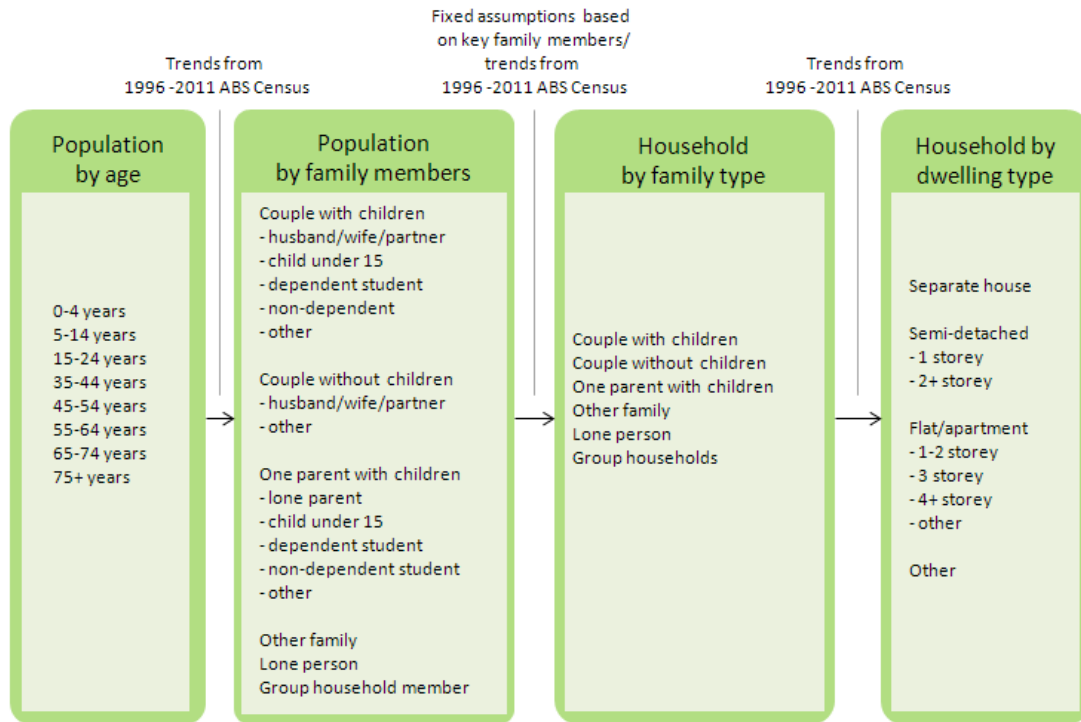 Trends from
1996 -2011 ABS Census
Fixed assumptions based
on key family members/
trends from
1996 -2011 ABS Census
Trends from
1996 -2011 ABS Census
Population
by age
0-4 years
5-14 years
15-24 years
35-44 years
45-54 years
55-64 years
65-74 years
75+ years
Population
by family members
Couple with children
- husband/wife/partner
- child under 15
- dependent student
- non-dependent
- other
Couple without children
- husband/wife/partner
- other
One parent with children
- lone parent
- child under 15
- dependent student
- non-dependent student
- other
Other family
Lone person
Group household member
Household
by family type
Couple with children
Couple without children
One parent with children
Other family
Lone person
Group households
Household by
dwelling type
Separate house
Semi-detached
- 1 storey
- 2+ storey
Flat/apartment
- 1-2 storey
- 3 storey
- 4+ storey
- other
Other